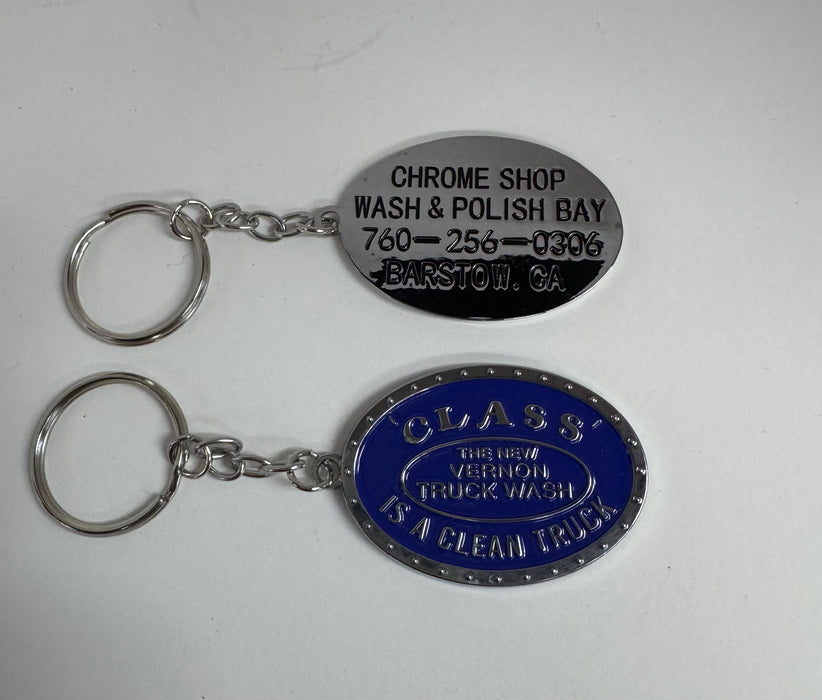 CHROME SHOP
WASH & POLISH BAY
760-256-0306
BARSTOW. CA
'CLASS'
THE NEW
VERNON
TRUCK WASH
IS A CLEAN TRUCK